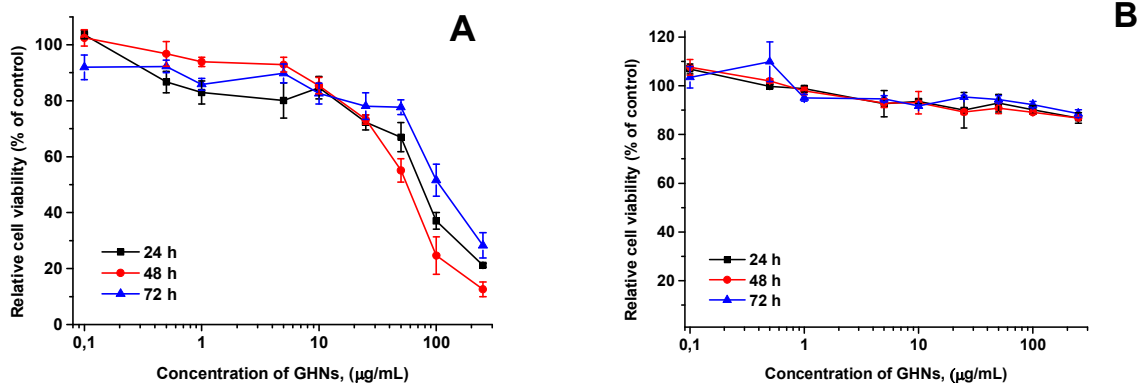 A
Relative cell viability (% of control)
100
80
60
40
20
0
24 h
48 h
72 h
0,1
1
10
100
Concentration of GHNs, (μg/mL)
B
Relative cell viability (% of control)
120
100
80
60
40
20
24 h
48 h
72 h
0,1
1
10
100
Concentration of GHNs, (μg/mL)